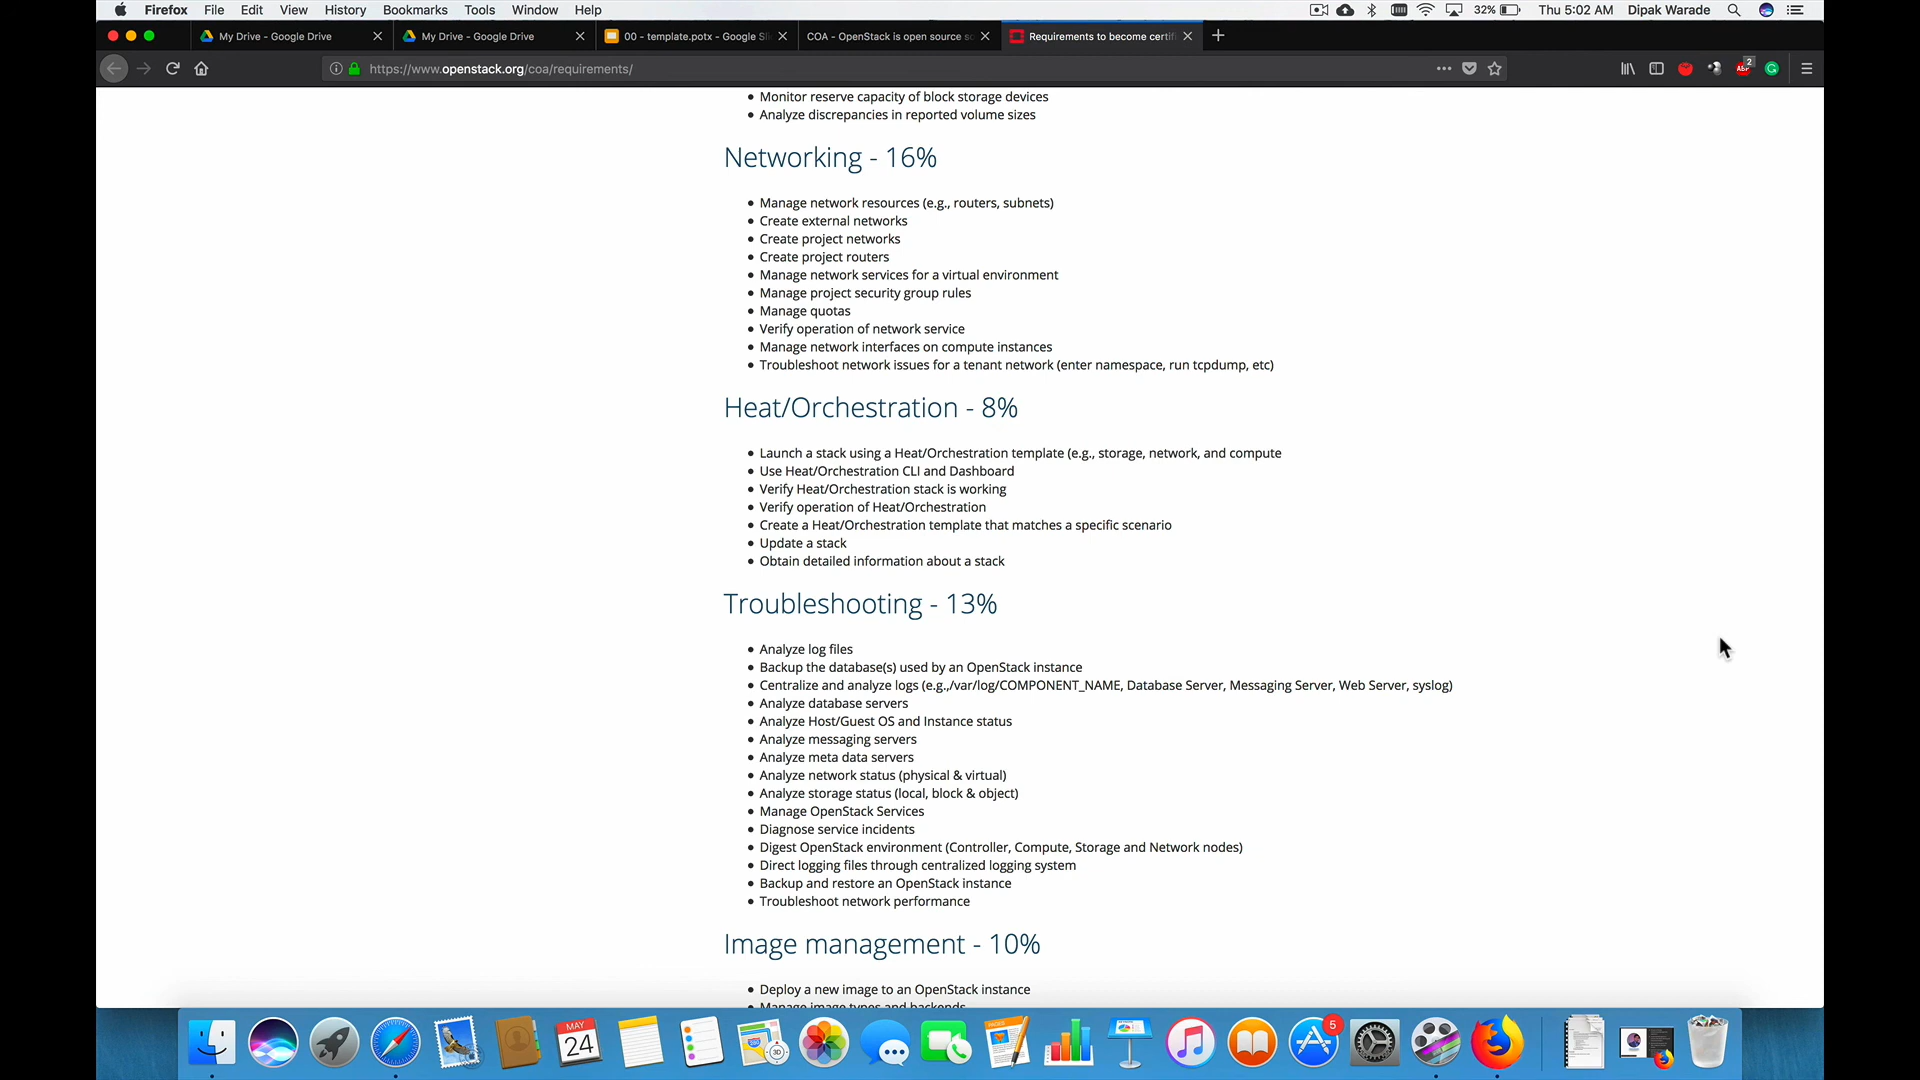 Firefox File Edit View History Bookmarks Tools Window Help 32% Thu 5:02 AM Dipak Warade
My Drive - Google Drive My Drive - Google Drive 00 - template.potx - Google Sli COA - OpenStack is open source so Requirements to become certif
https://www.openstack.org/coa/requirements/ ABP 2
Monitor reserve capacity of block storage devices
Analyze discrepancies in reported volume sizes
Networking - 16%
Manage network resources (e.g., routers, subnets)
Create external networks
Create project networks
Create project routers
Manage network services for a virtual environment
Manage project security group rules
Manage quotas
Verify operation of network service
Manage network interfaces on compute instances
Troubleshoot network issues for a tenant network (enter namespace, run tcpdump, etc)
Heat/Orchestration - 8%
Launch a stack using a Heat/Orchestration template (e.g., storage, network, and compute
Use Heat/Orchestration CLI and Dashboard
Verify Heat/Orchestration stack is working
Verify operation of Heat/Orchestration
Create a Heat/Orchestration template that matches a specific scenario
Update a stack
Obtain detailed information about a stack
Troubleshooting - 13%
Analyze log files
Backup the database(s) used by an OpenStack instance
Centralize and analyze logs (e.g.,/var/log/COMPONENT_NAME, Database Server, Messaging Server, Web Server, syslog)
Analyze database servers
Analyze Host/Guest OS and Instance status
Analyze messaging servers
Analyze meta data servers
Analyze network status (physical & virtual)
Analyze storage status (local, block & object)
Manage OpenStack Services
Diagnose service incidents
Digest OpenStack environment (Controller, Compute, Storage and Network nodes)
Direct logging files through centralized logging system
Backup and restore an OpenStack instance
Troubleshoot network performance
Image management - 10%
Deploy a new image to an OpenStack instance
Manage image types and backends
MAY
24
3D
PAGES
5